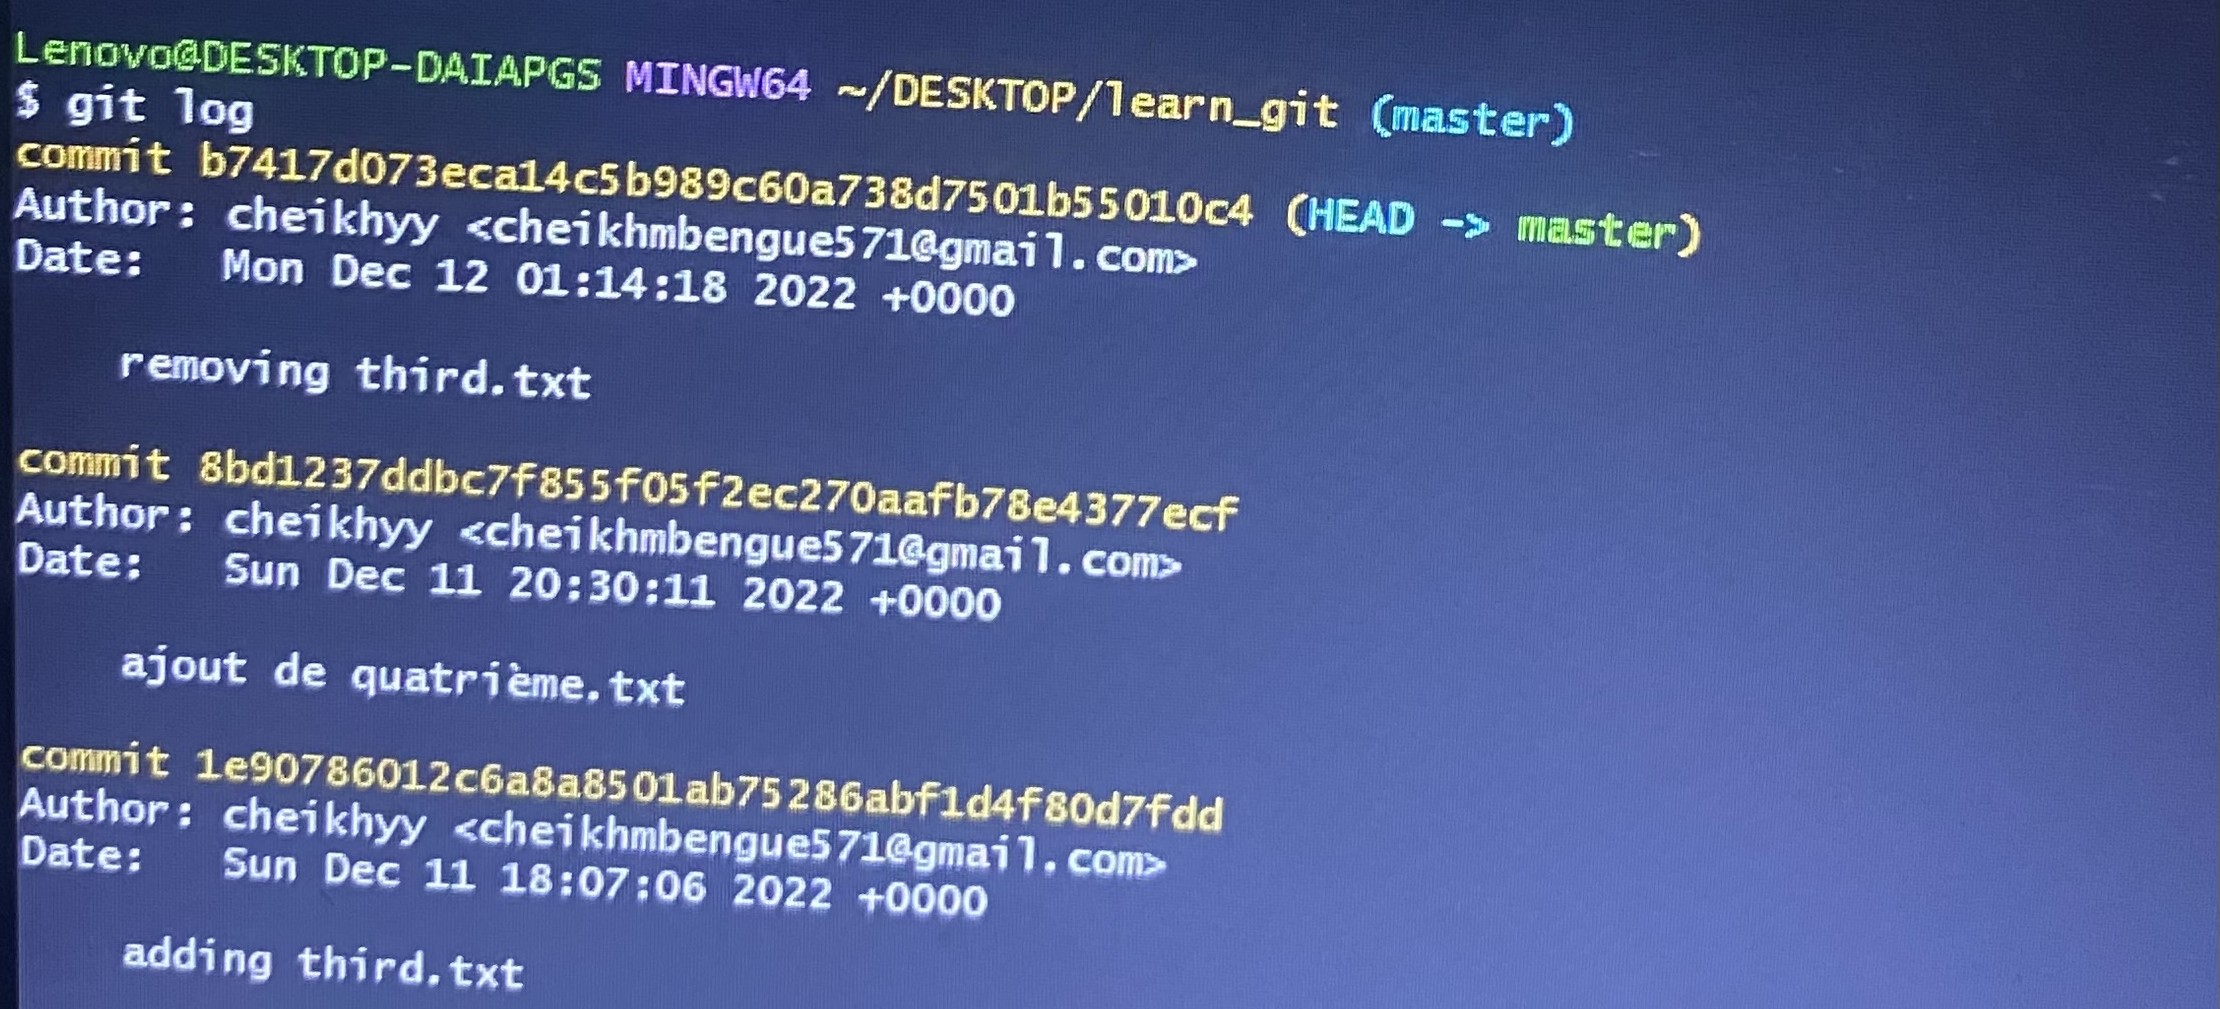 Lenovo@DESKTOP-DAIAPGS MINGW64 ~/DESKTOP/learn_git (master)
$ git log
commit b7417d073eca14c5b989c60a738d7501b55010c4 (HEAD -> master)
Author: cheikhyy <cheikhmbengue571@gmail.com>
Date:   Mon Dec 12 01:14:18 2022 +0000
removing third.txt
commit 8bd1237ddbc7f855f05f2ec270aafb78e4377ecf
Author: cheikhyy <cheikhmbengue571@gmail.com>
Date:   Sun Dec 11 20:30:11 2022 +0000
ajout de quatrième.txt
commit 1e90786012c6a8a8501ab75286abf1d4f80d7fdd
Author: cheikhyy <cheikhmbengue571@gmail.com>
Date:   Sun Dec 11 18:07:06 2022 +0000
adding third.txt